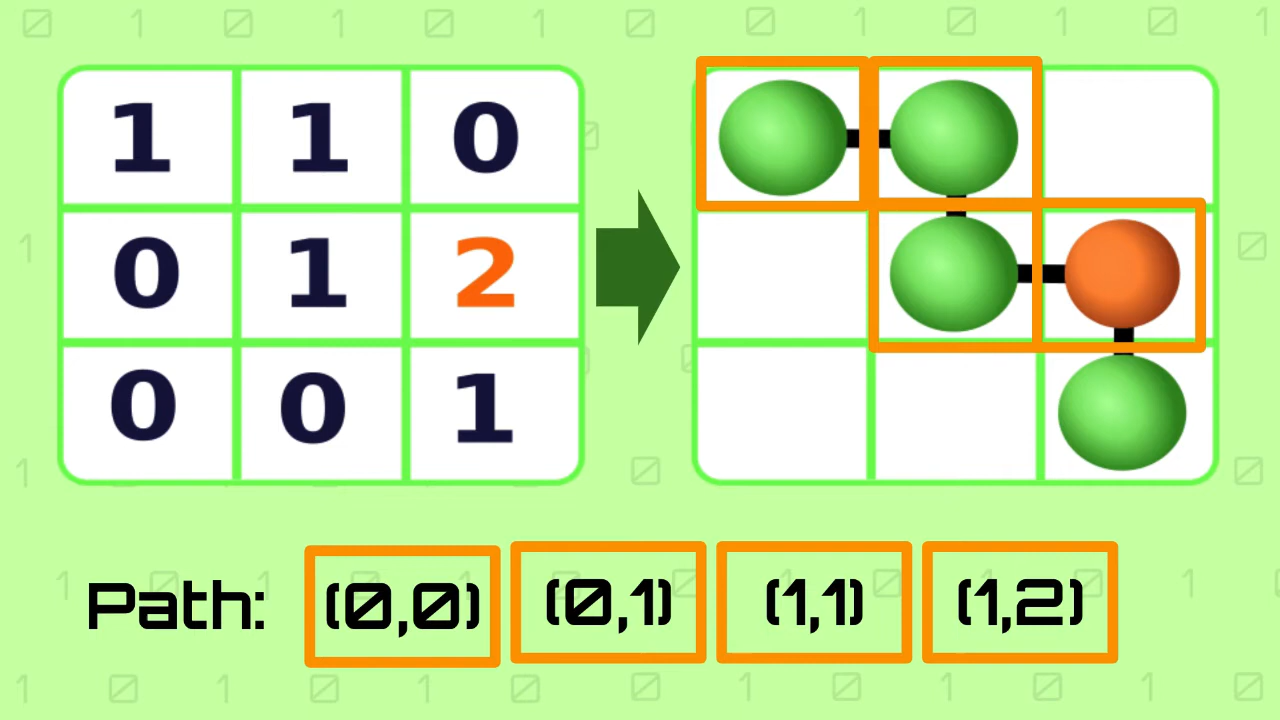 1 1 0
0 1 2
0 0 1
Path: (0,0) (0,1) (1,1) (1,2)